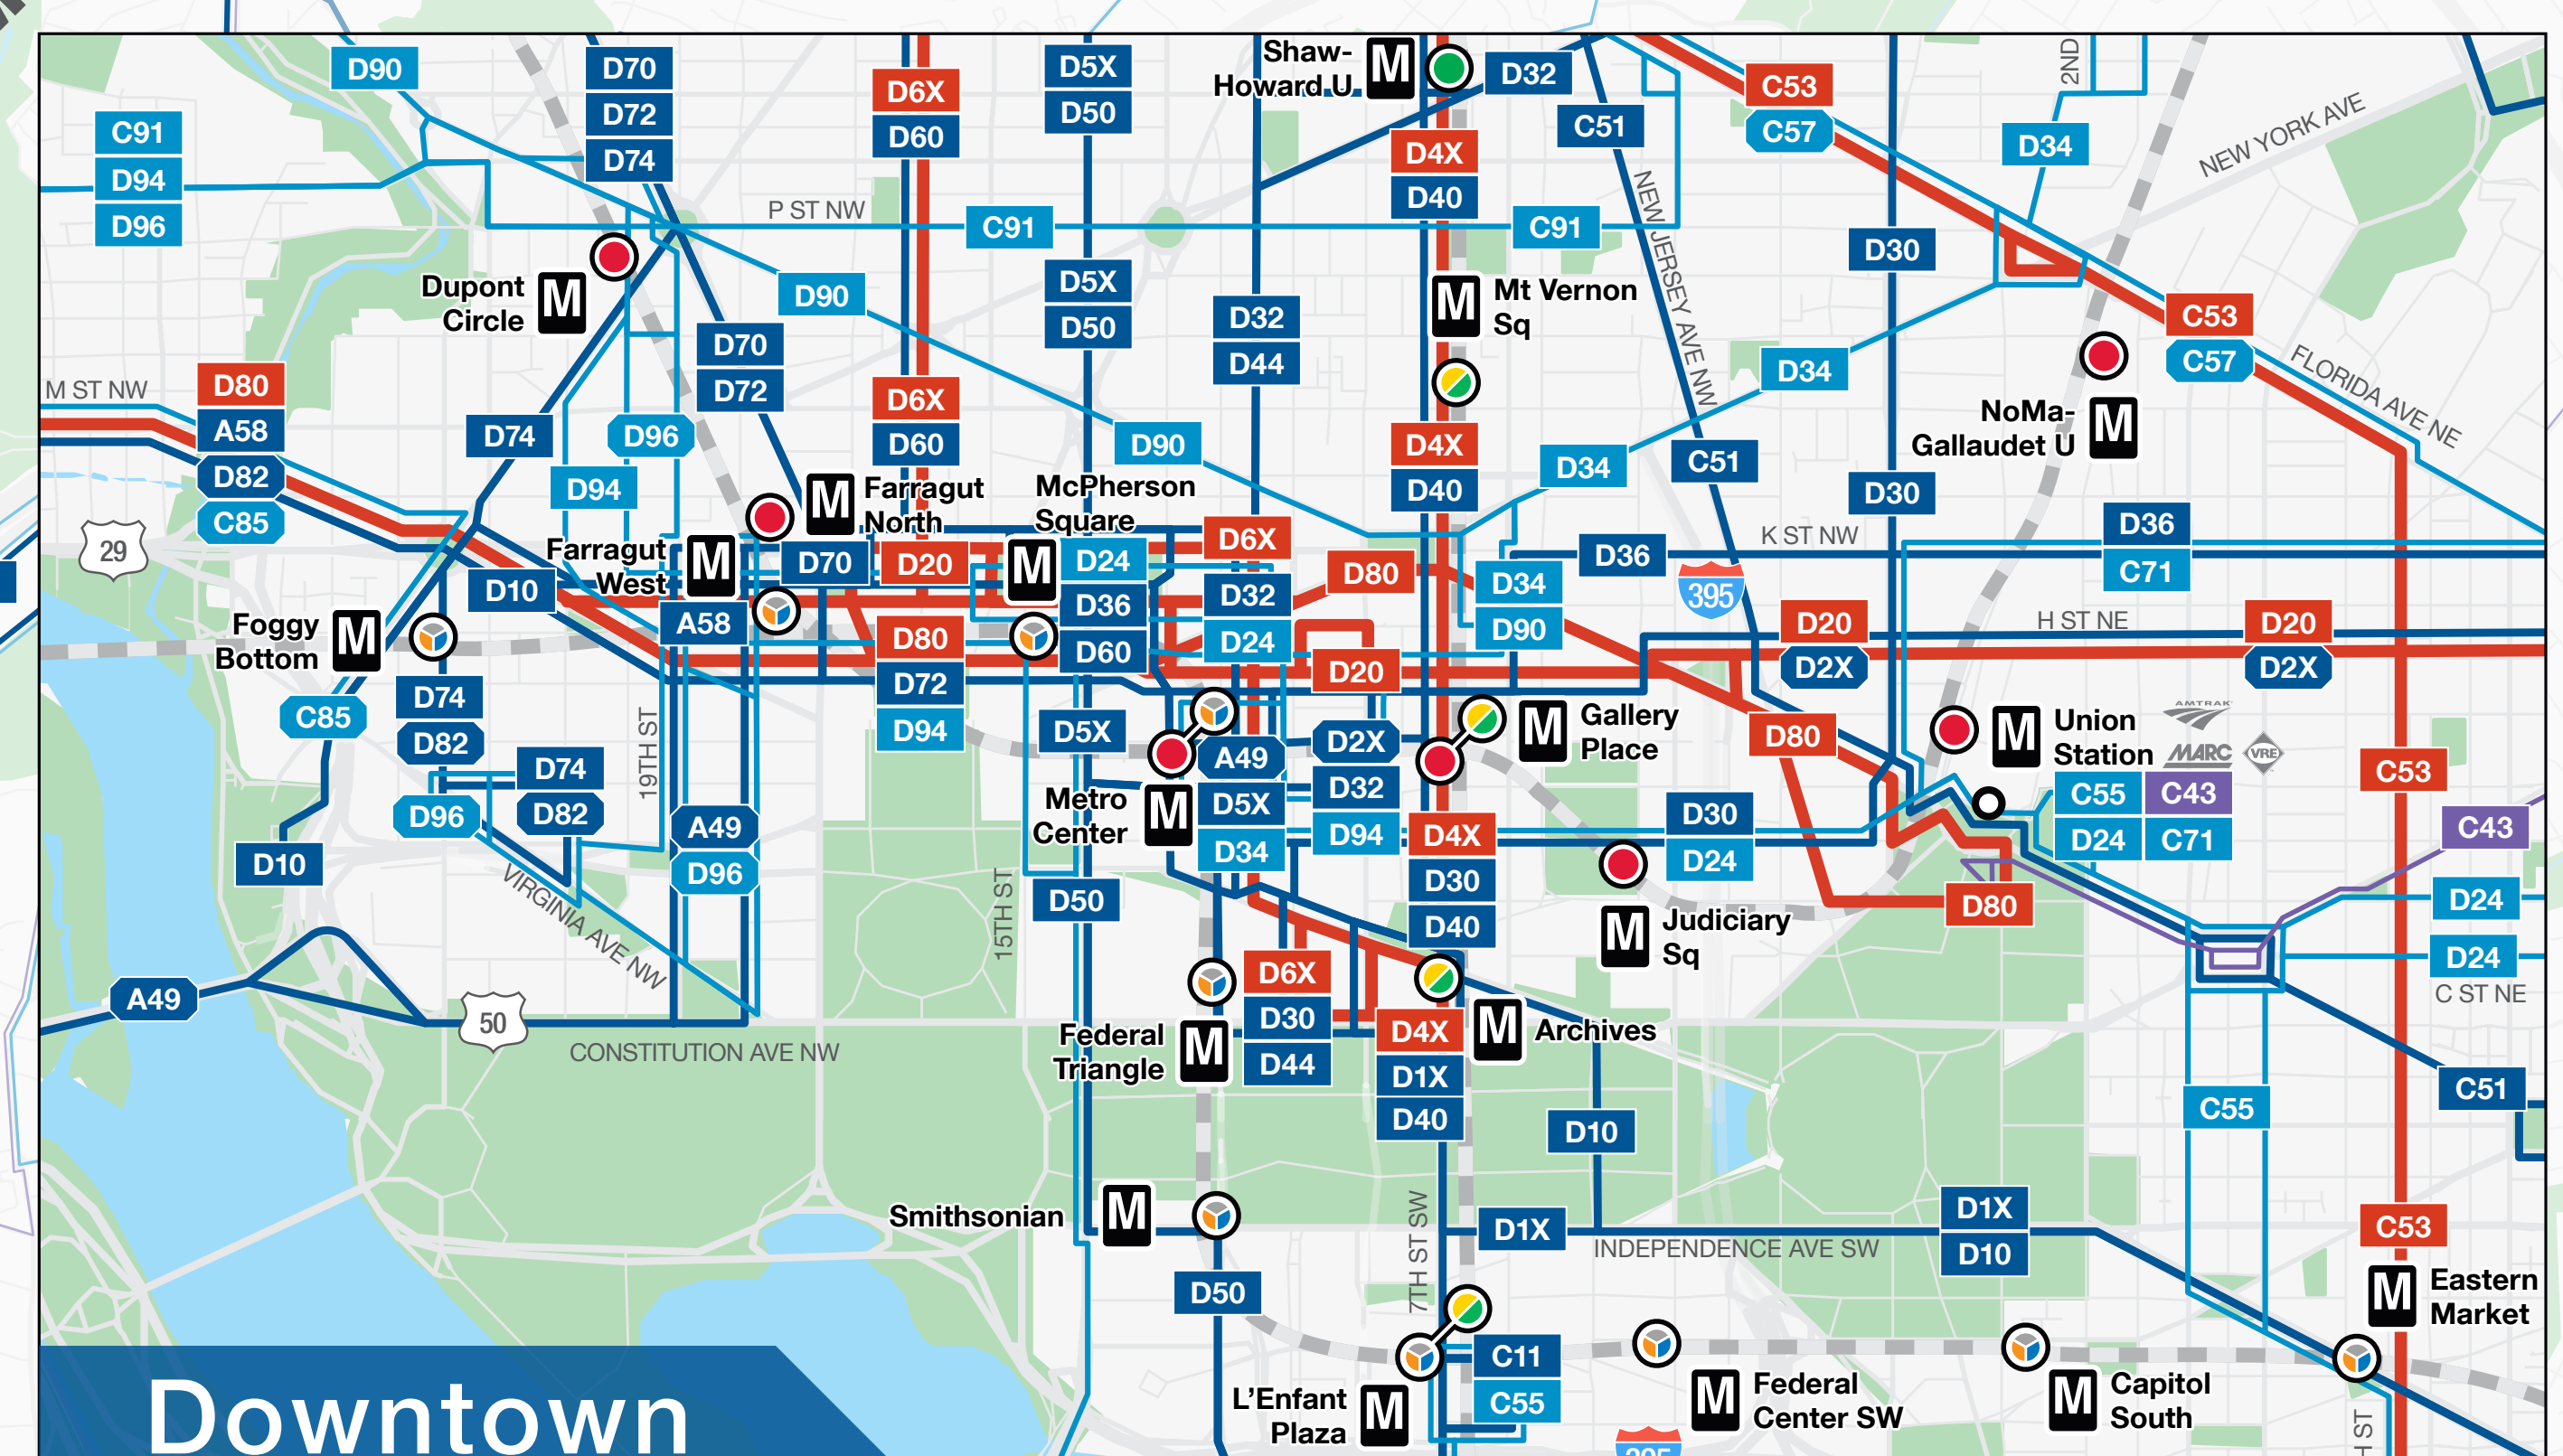 D90
D70
D72
D74
D6X
D60
D5X
D50
Shaw-
Howard U
M
D32
C51
C53
C57
2ND
D34
NEW YORK AVE
C91
D94
D96
D4X
D40
P ST NW
C91
C91
NEW JERSEY AVE NW
D30
Dupont
Circle
M
D90
D5X
D50
D32
D44
M
Mt Vernon
Sq
C53
C57
FLORIDA AVE NE
D70
D72
D34
NoMa-
Gallaudet U
M
M ST NW
D80
A58
D82
C85
D74
D96
D94
D6X
D60
D90
D4X
D40
D34
C51
D30
29
M
Farragut
North
McPherson
Square
M
Farragut
West
M
D70
D20
D24
D36
D60
D6X
D32
D24
D80
D34
D90
D36
K ST NW
D36
C71
395
D10
A58
Foggy
Bottom
M
D80
D72
D94
D20
D20
D2X
H ST NE
D20
D2X
C85
D74
D82
19TH ST
D5X
A49
D5X
D34
D2X
D32
D94
Gallery
Place
M
D80
M
Union
Station
AMTRAK
MARC
VRE
C55
C43
D24
C71
C53
C43
D74
D82
D96
A49
D96
Metro
Center
M
D4X
D30
D40
D30
D24
D10
VIRGINIA AVE NW
15TH ST
D50
M
Judiciary
Sq
D80
D24
D24
C ST NE
A49
50
CONSTITUTION AVE NW
Federal
Triangle
M
D6X
D30
D44
D4X
D1X
D40
M
Archives
D10
C51
C55
Smithsonian
M
7TH ST SW
D1X
INDEPENDENCE AVE SW
D1X
D10
C53
D50
M
Eastern
Market
L'Enfant
Plaza
M
C11
C55
M
Federal
Center SW
M
Capitol
South
Downtown